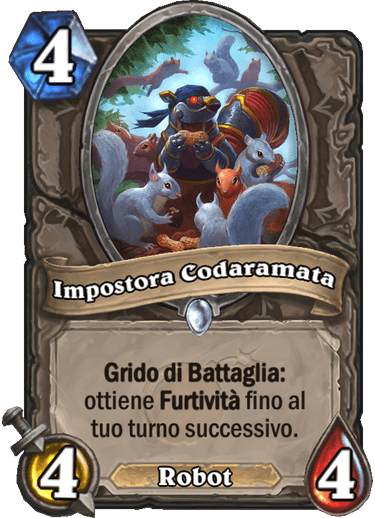 4
Impostora Codaramata
Grido di Battaglia:
ottiene Furtività fino al
tuo turno successivo.
4
Robot
4